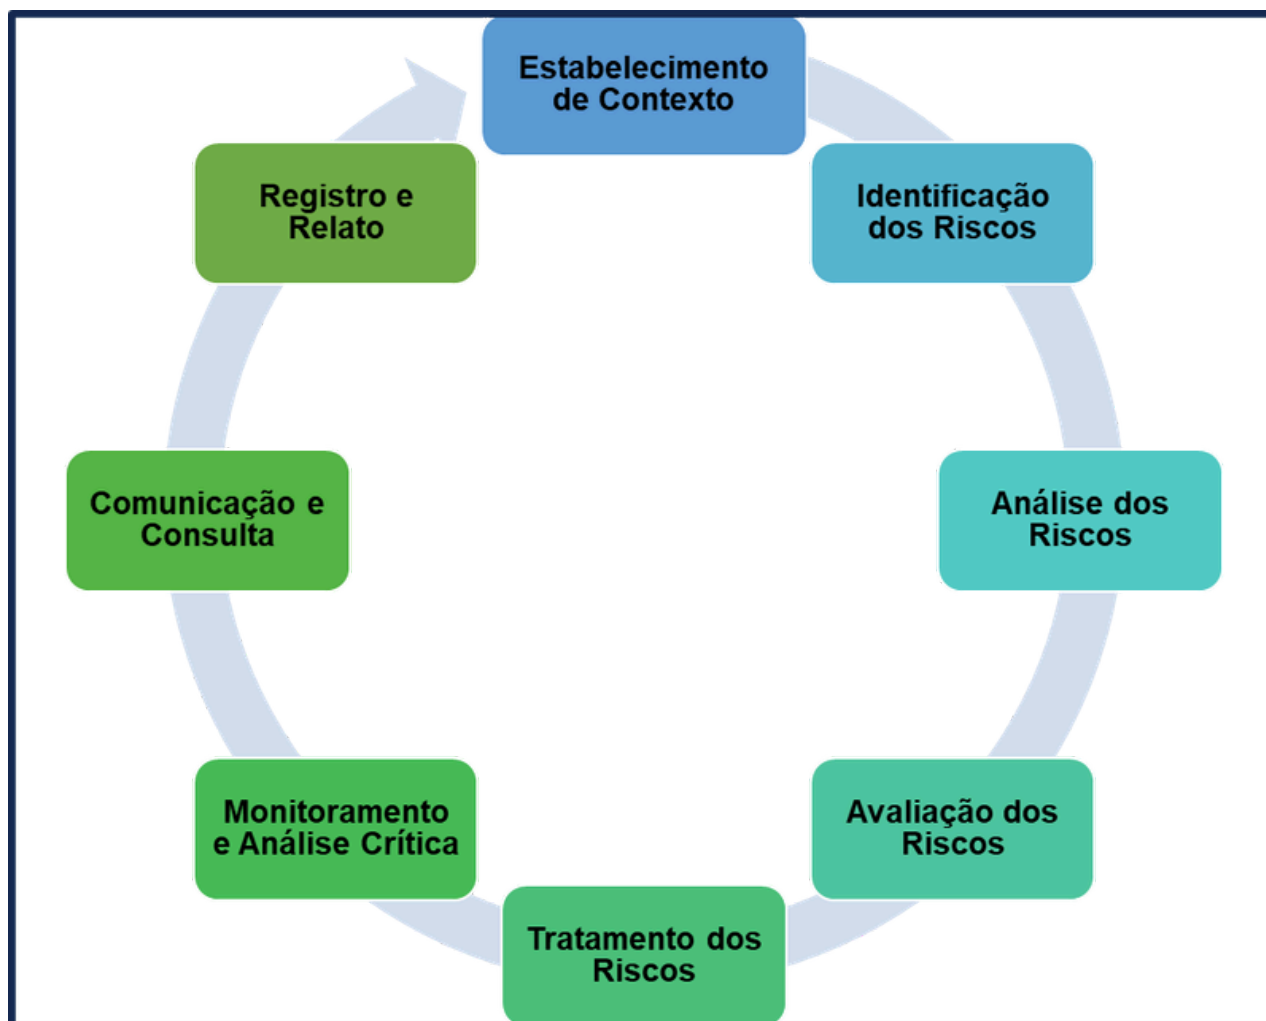 Estabelecimento
de Contexto
Identificação
dos Riscos
Análise dos
Riscos
Avaliação dos
Riscos
Tratamento dos
Riscos
Monitoramento
e Análise Crítica
Comunicação e
Consulta
Registro e
Relato